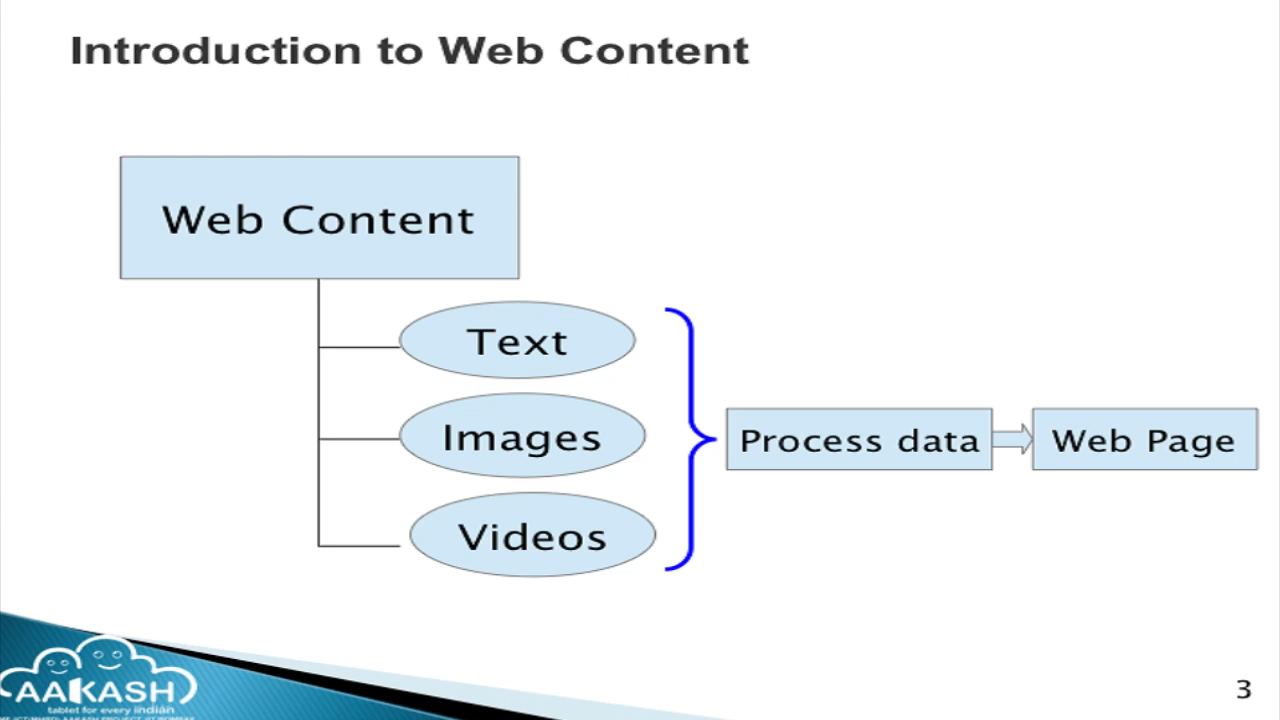 Introduction to Web Content
Web Content
Text
Images
Videos
Process data
Web Page
AAKASH
tablet for every indian
3